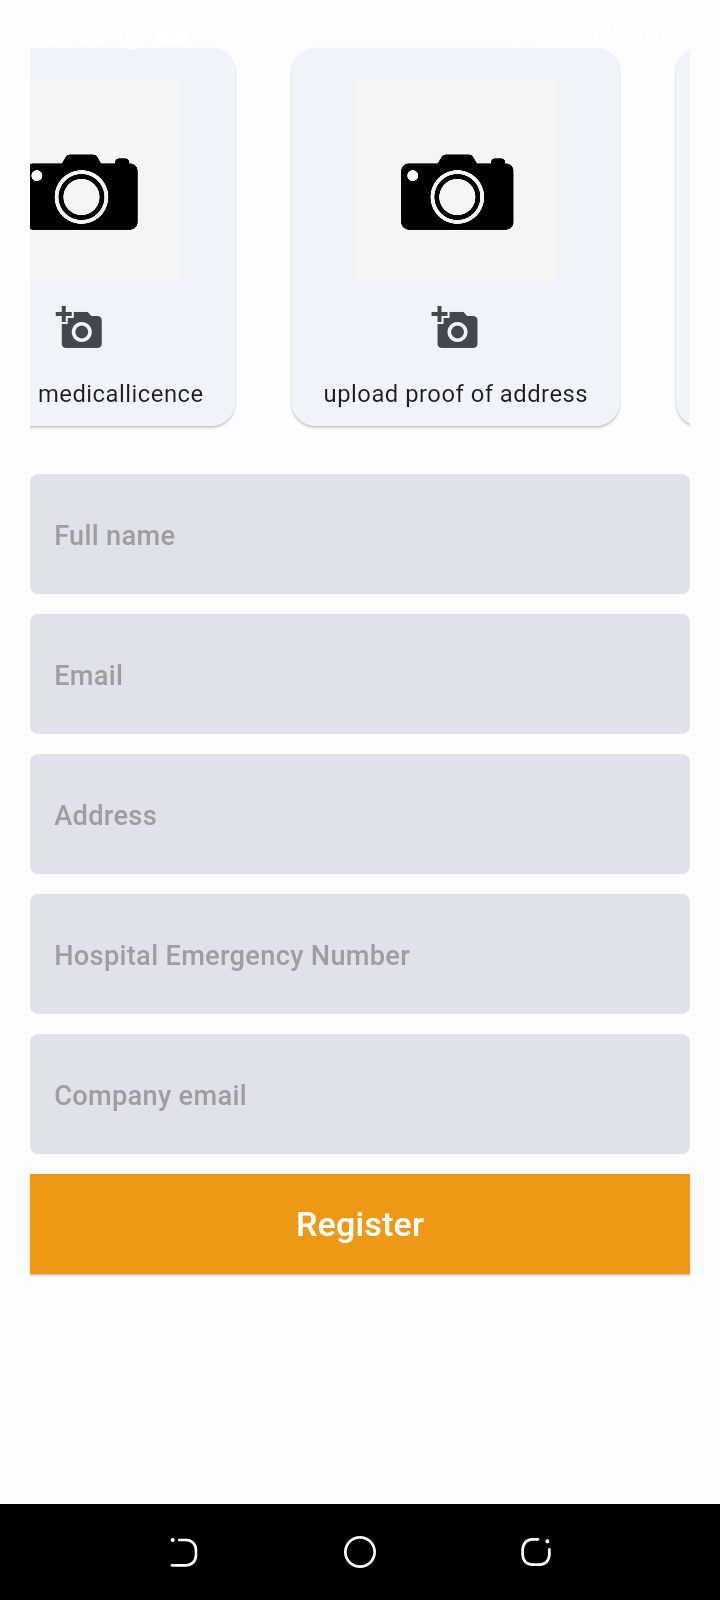 medicallicence
upload proof of address
Full name
Email
Address
Hospital Emergency Number
Company email
Register